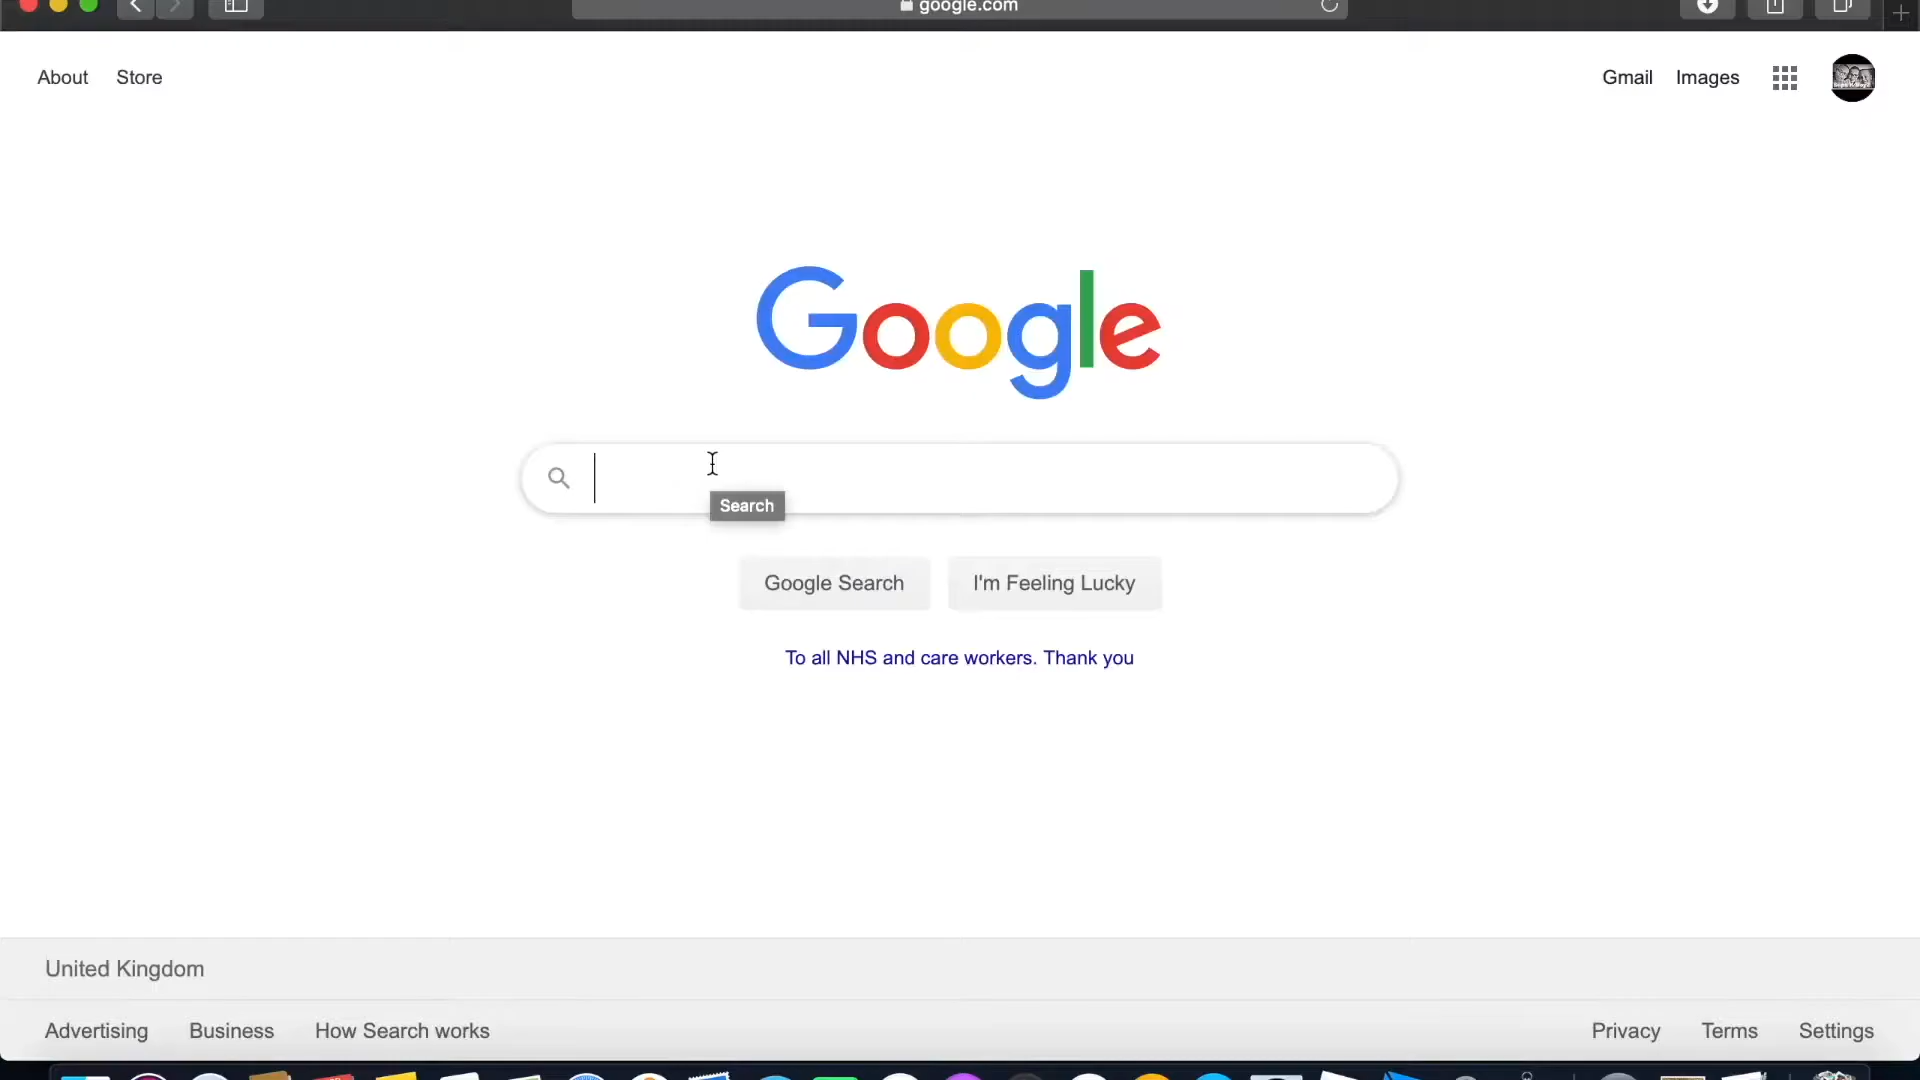 google.com
About Store
Gmail Images
Google
Search
Google Search
I'm Feeling Lucky
To all NHS and care workers. Thank you
United Kingdom
Advertising Business How Search works
Privacy Terms Settings